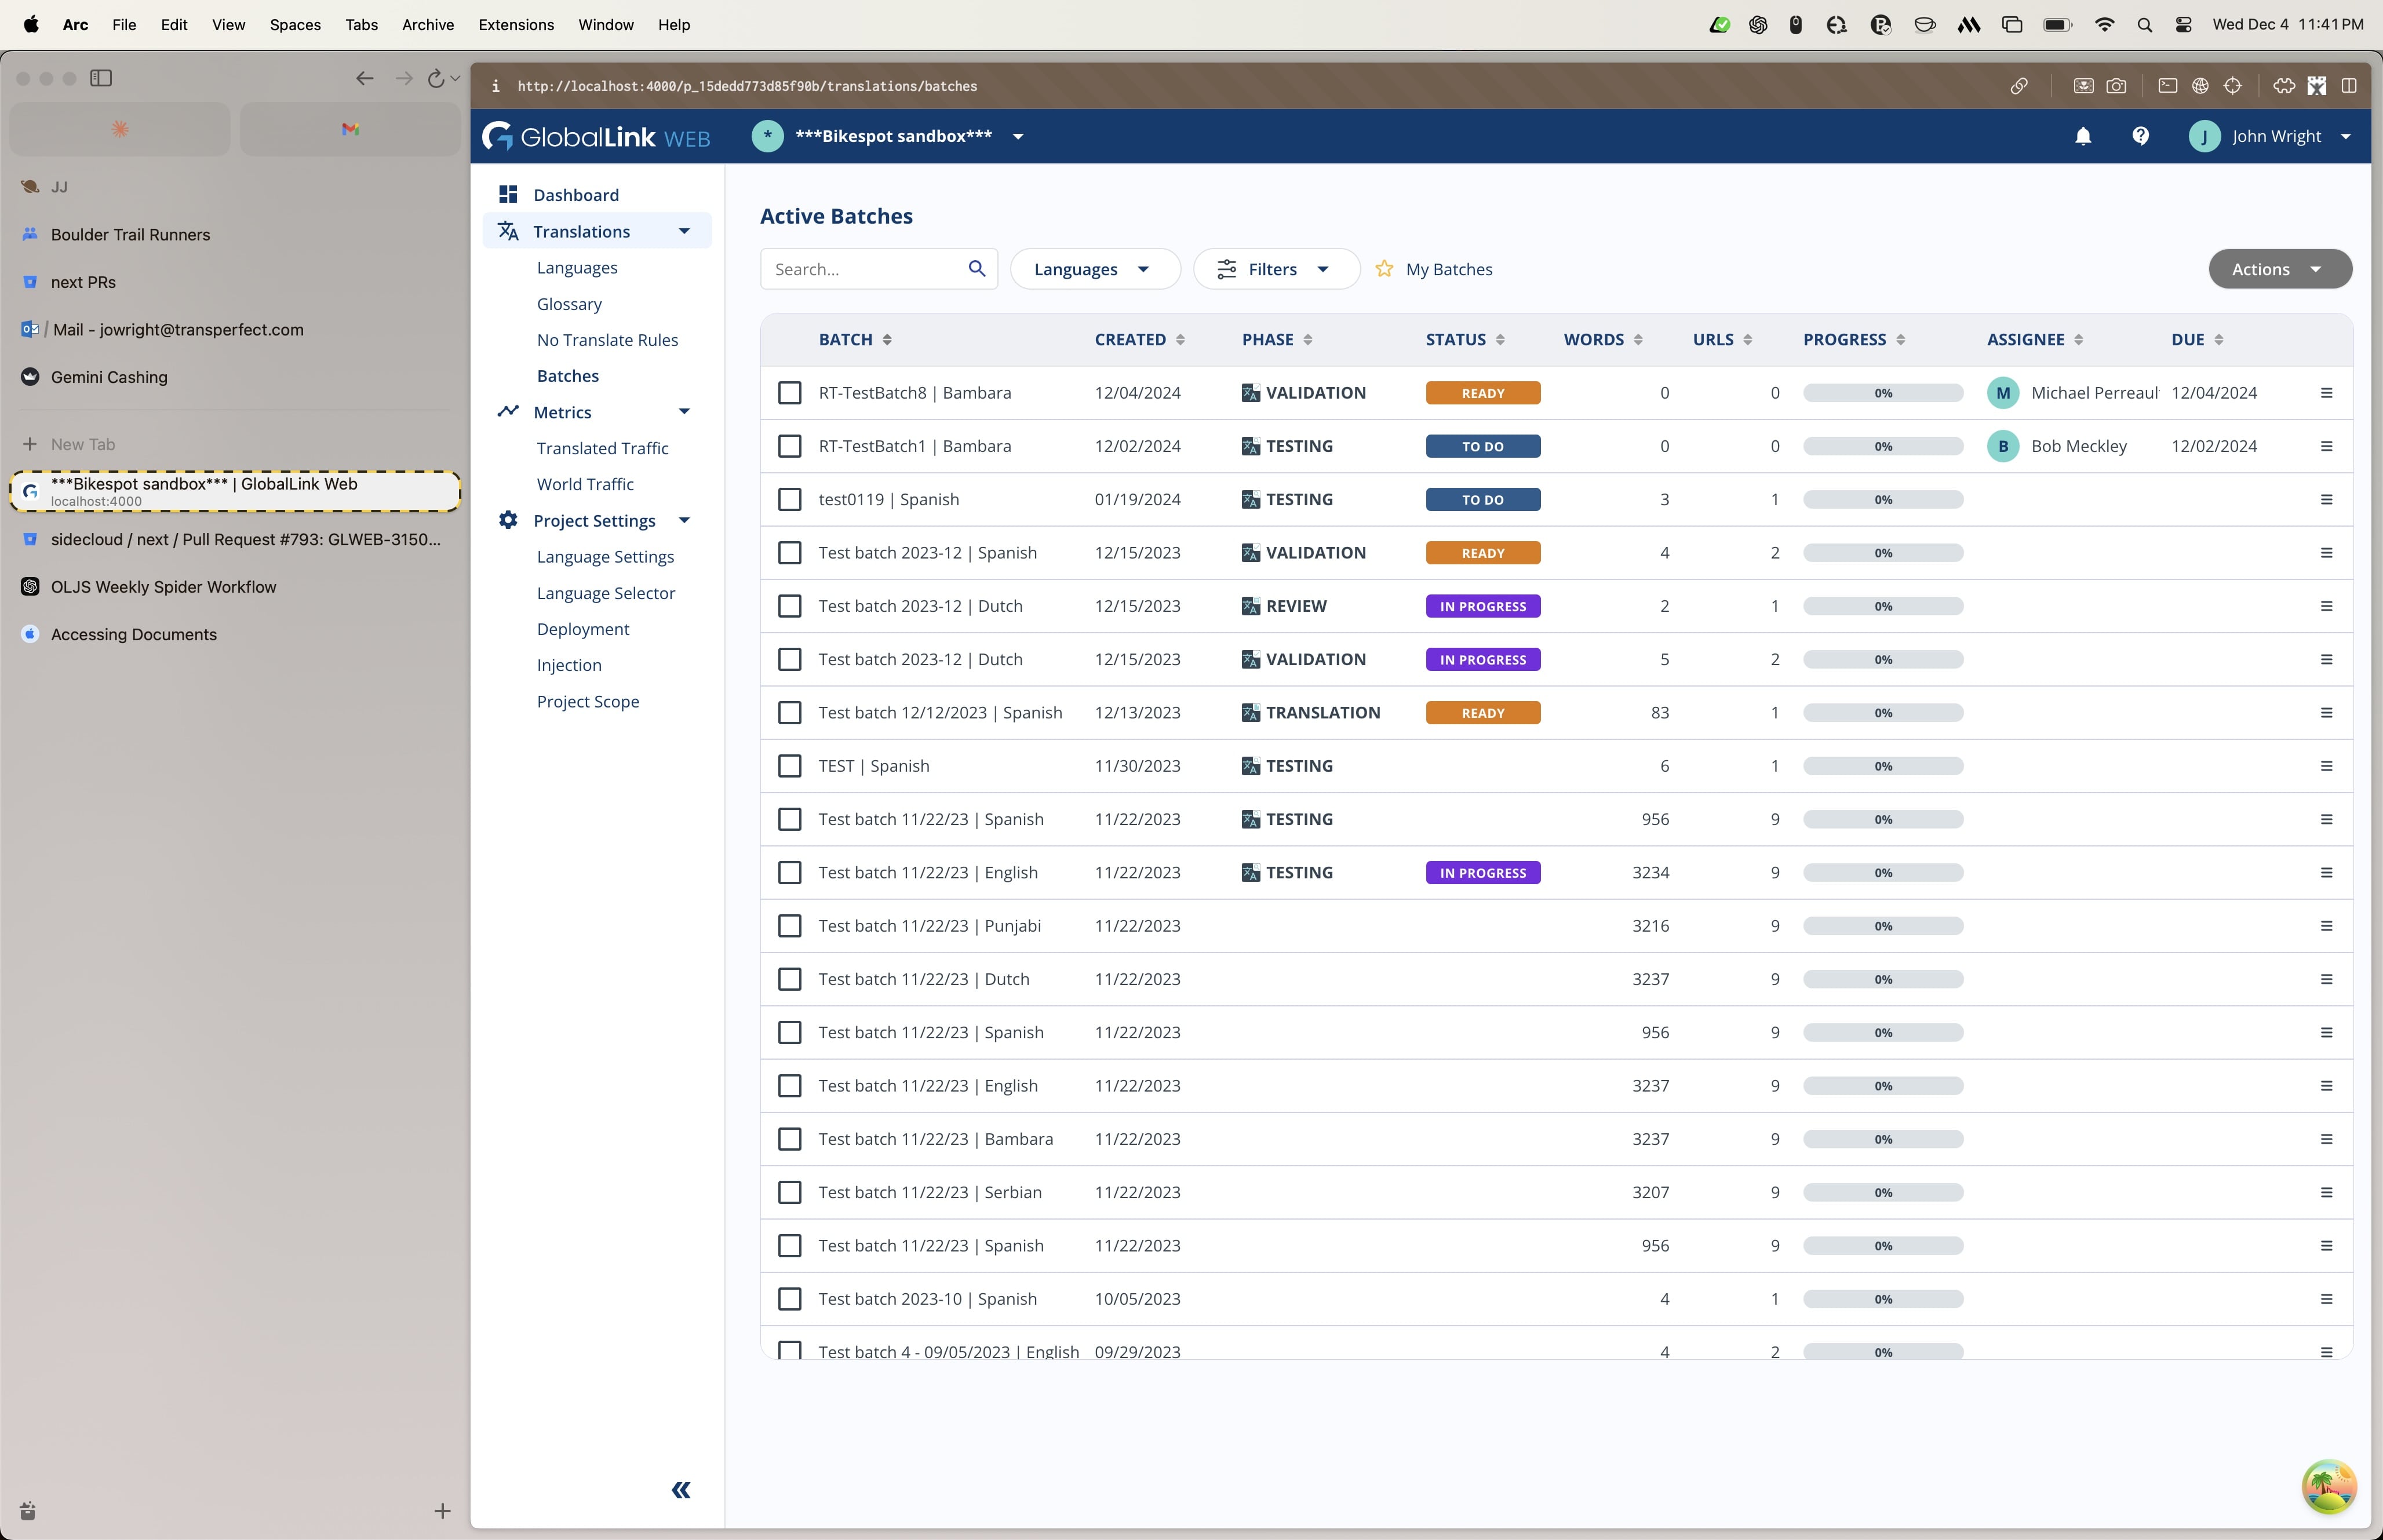 Arc File Edit View Spaces Tabs Archive Extensions Window Help Wed Dec 4 11:41 PM
http://localhost:4000/p_15dedd773d85f90b/translations/batches
JJ
Boulder Trail Runners
next PRs
/ Mail - jowright@transperfect.com
Gemini Cashing
+ New Tab
***Bikespot sandbox*** | GlobalLink Web
localhost:4000
sidecloud / next / Pull Request #793: GLWEB-3150...
OLJS Weekly Spider Workflow
Accessing Documents
GlobalLink WEB * ***Bikespot sandbox*** J John Wright
Dashboard
Translations
Languages
Glossary
No Translate Rules
Batches
Metrics
Translated Traffic
World Traffic
Project Settings
Language Settings
Language Selector
Deployment
Injection
Project Scope
Active Batches
Search... Languages Filters My Batches Actions
BATCH CREATED PHASE STATUS WORDS URLS PROGRESS ASSIGNEE DUE
RT-TestBatch8 | Bambara 12/04/2024 VALIDATION READY 0 0 0% M Michael Perreaul 12/04/2024
RT-TestBatch1 | Bambara 12/02/2024 TESTING TO DO 0 0 0% B Bob Meckley 12/02/2024
test0119 | Spanish 01/19/2024 TESTING TO DO 3 1 0%
Test batch 2023-12 | Spanish 12/15/2023 VALIDATION READY 4 2 0%
Test batch 2023-12 | Dutch 12/15/2023 REVIEW IN PROGRESS 2 1 0%
Test batch 2023-12 | Dutch 12/15/2023 VALIDATION IN PROGRESS 5 2 0%
Test batch 12/12/2023 | Spanish 12/13/2023 TRANSLATION READY 83 1 0%
TEST | Spanish 11/30/2023 TESTING 6 1 0%
Test batch 11/22/23 | Spanish 11/22/2023 TESTING 956 9 0%
Test batch 11/22/23 | English 11/22/2023 TESTING IN PROGRESS 3234 9 0%
Test batch 11/22/23 | Punjabi 11/22/2023 3216 9 0%
Test batch 11/22/23 | Dutch 11/22/2023 3237 9 0%
Test batch 11/22/23 | Spanish 11/22/2023 956 9 0%
Test batch 11/22/23 | English 11/22/2023 3237 9 0%
Test batch 11/22/23 | Bambara 11/22/2023 3237 9 0%
Test batch 11/22/23 | Serbian 11/22/2023 3207 9 0%
Test batch 11/22/23 | Spanish 11/22/2023 956 9 0%
Test batch 2023-10 | Spanish 10/05/2023 4 1 0%
Test batch 4 - 09/05/2023 | English 09/29/2023 4 2 0%